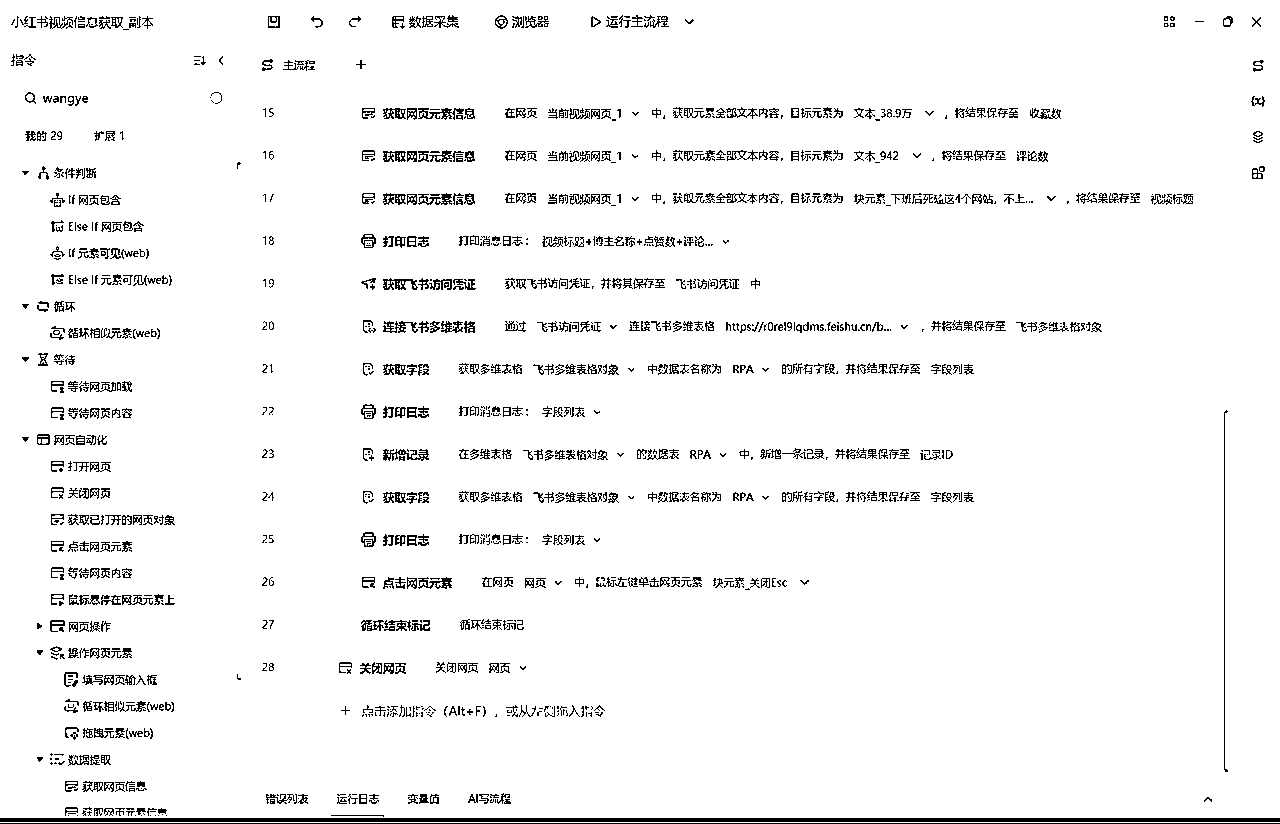 小红书视频信息获取_副本
数据采集 浏览器 运行主流程
指令
主流程
wangye
我的 29 扩展 1
条件判断
If 网页包含
Else If 网页包含
If 元素可见(web)
Else If 元素可见(web)
循环
循环相似元素(web)
等待
等待网页加载
等待网页内容
网页自动化
打开网页
关闭网页
获取已打开的网页对象
点击网页元素
等待网页内容
鼠标悬停在网页元素上
网页操作
操作网页元素
填写网页输入框
循环相似元素(web)
拖拽元素(web)
数据提取
获取网页信息
获取网页元素信息
15 获取网页元素信息 在网页 当前视频网页_1 中，获取元素全部文本内容，目标元素为 文本_38.9万 ，将结果保存至 收藏数
16 获取网页元素信息 在网页 当前视频网页_1 中，获取元素全部文本内容，目标元素为 文本_942 ，将结果保存至 评论数
17 获取网页元素信息 在网页 当前视频网页_1 中，获取元素全部文本内容，目标元素为 块元素_下班后死磕这4个网站，不上... ，将结果保存至 视频标题
18 打印日志 打印消息日志： 视频标题+博主名称+点赞数+评论...
19 获取飞书访问凭证 获取飞书访问凭证，并将其保存至 飞书访问凭证 中
20 连接飞书多维表格 通过 飞书访问凭证 连接飞书多维表格 https://r0rel9lqdms.feishu.cn/b... ，并将结果保存至 飞书多维表格对象
21 获取字段 获取多维表格 飞书多维表格对象 中数据表名称为 RPA 的所有字段，并将结果保存至 字段列表
22 打印日志 打印消息日志： 字段列表
23 新增记录 在多维表格 飞书多维表格对象 的数据表 RPA 中，新增一条记录，并将结果保存至 记录ID
24 获取字段 获取多维表格 飞书多维表格对象 中数据表名称为 RPA 的所有字段，并将结果保存至 字段列表
25 打印日志 打印消息日志： 字段列表
26 点击网页元素 在网页 网页 中，鼠标左键单击网页元素 块元素_关闭Esc
27 循环结束标记 循环结束标记
28 关闭网页 关闭网页 网页
点击添加指令（Alt+F），或从左侧拖入指令
错误列表 运行日志 变量值 AI写流程